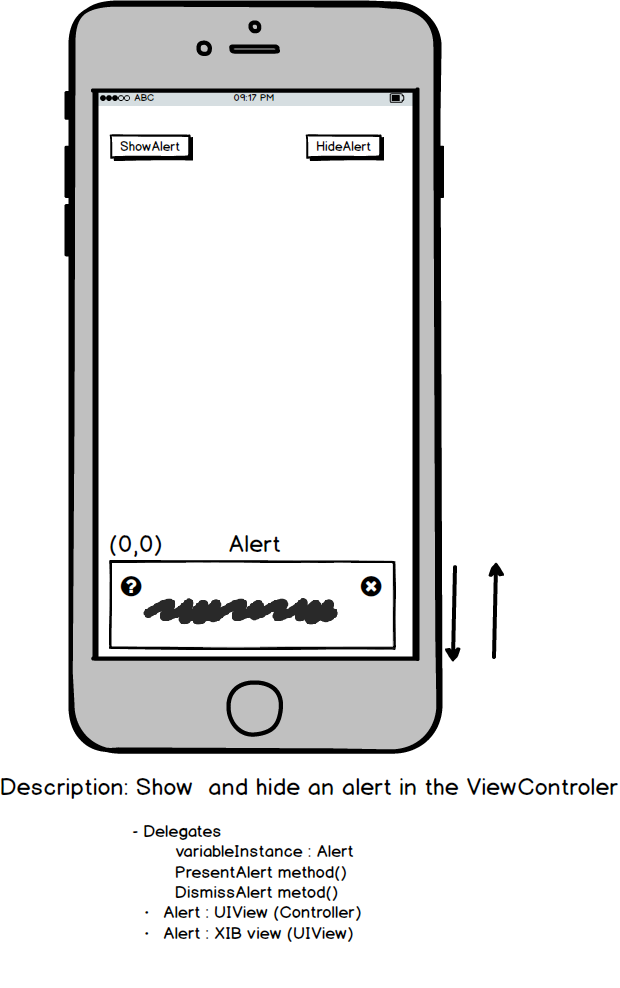 ABC 09:17 PM
ShowAlert HideAlert
(0,0) Alert
?
Description: Show and hide an alert in the ViewControler
- Delegates
variableInstance : Alert
PresentAlert method()
DismissAlert metod()
· Alert : UIView (Controller)
· Alert : XIB view (UIView)